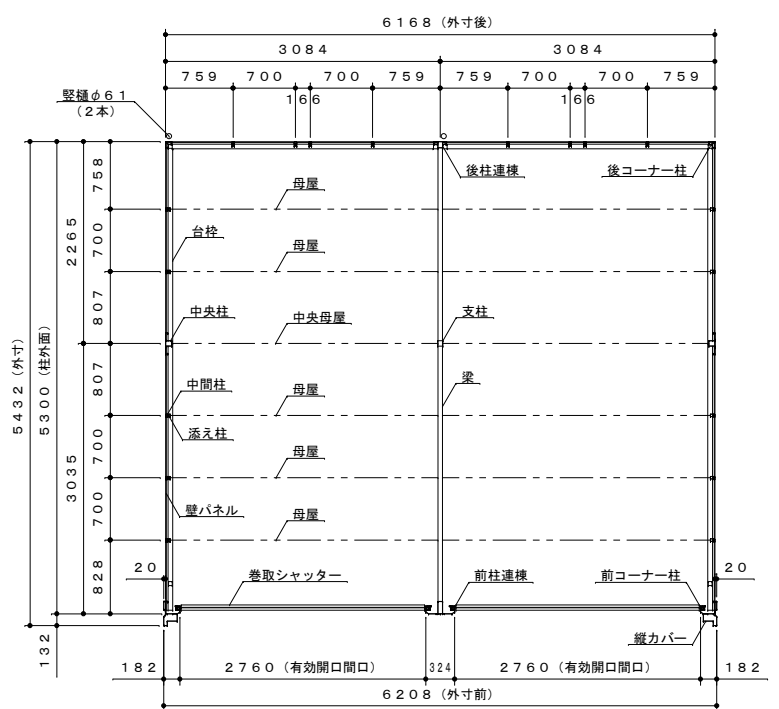 6168(外寸後)
3084
3084
759
700
700
759
759
700
700
759
166
166
竪樋φ61
(2本)
後柱連棟
後コーナー柱
758
母屋
台枠
2265
700
母屋
807
中央柱
中央母屋
支柱
5432(外寸)
5300(柱外面)
807
中間柱
母屋
梁
添え柱
700
母屋
3035
壁パネル
700
母屋
828
20
巻取シャッター
前柱連棟
前コーナー柱
20
縦カバー
132
182
2760(有効開口間口)
324
2760(有効開口間口)
182
6208(外寸前)